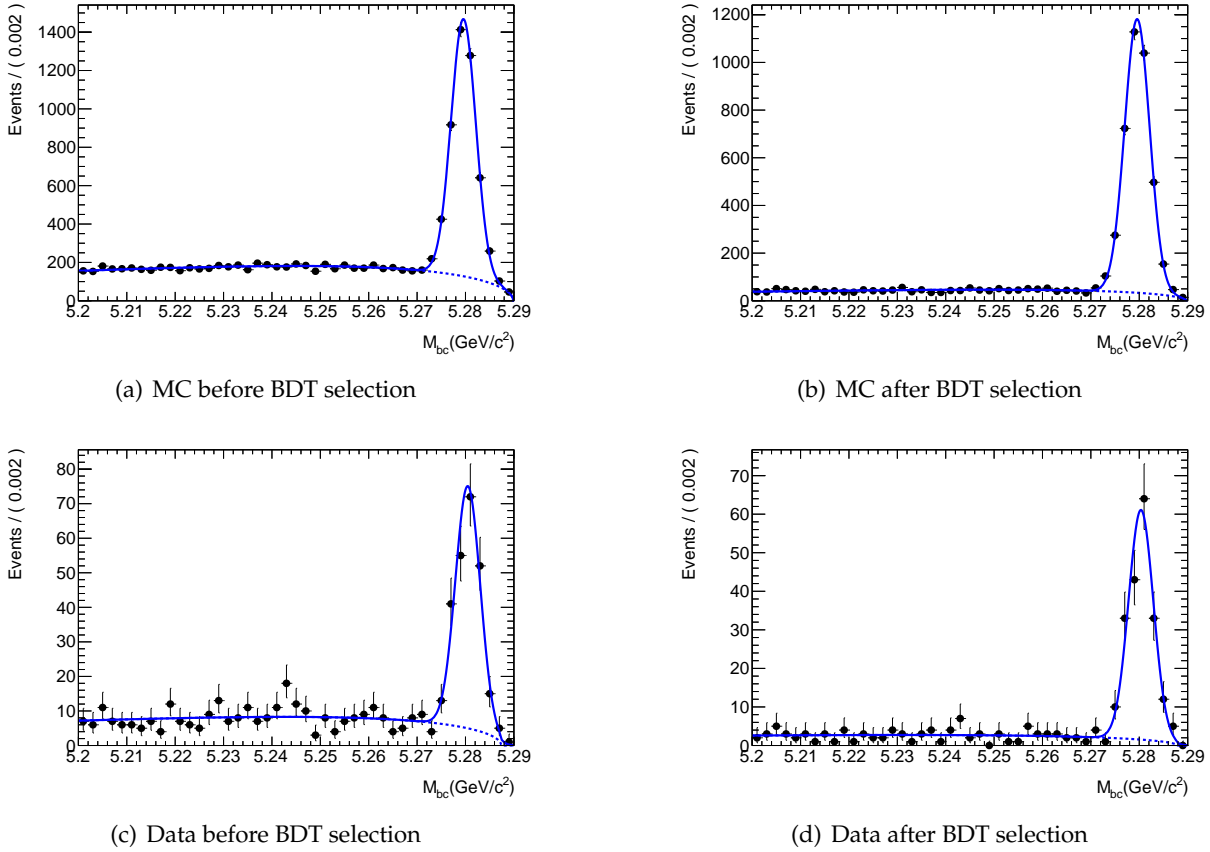 Events / ( 0.002 )
1400
1200
1000
800
600
400
200
0
5.2 5.21 5.22 5.23 5.24 5.25 5.26 5.27 5.28 5.29
M_bc(GeV/c²)
(a) MC before BDT selection
Events / ( 0.002 )
1200
1000
800
600
400
200
0
5.2 5.21 5.22 5.23 5.24 5.25 5.26 5.27 5.28 5.29
M_bc(GeV/c²)
(b) MC after BDT selection
Events / ( 0.002 )
80
70
60
50
40
30
20
10
0
5.2 5.21 5.22 5.23 5.24 5.25 5.26 5.27 5.28 5.29
M_bc(GeV/c²)
(c) Data before BDT selection
Events / ( 0.002 )
70
60
50
40
30
20
10
0
5.2 5.21 5.22 5.23 5.24 5.25 5.26 5.27 5.28 5.29
M_bc(GeV/c²)
(d) Data after BDT selection